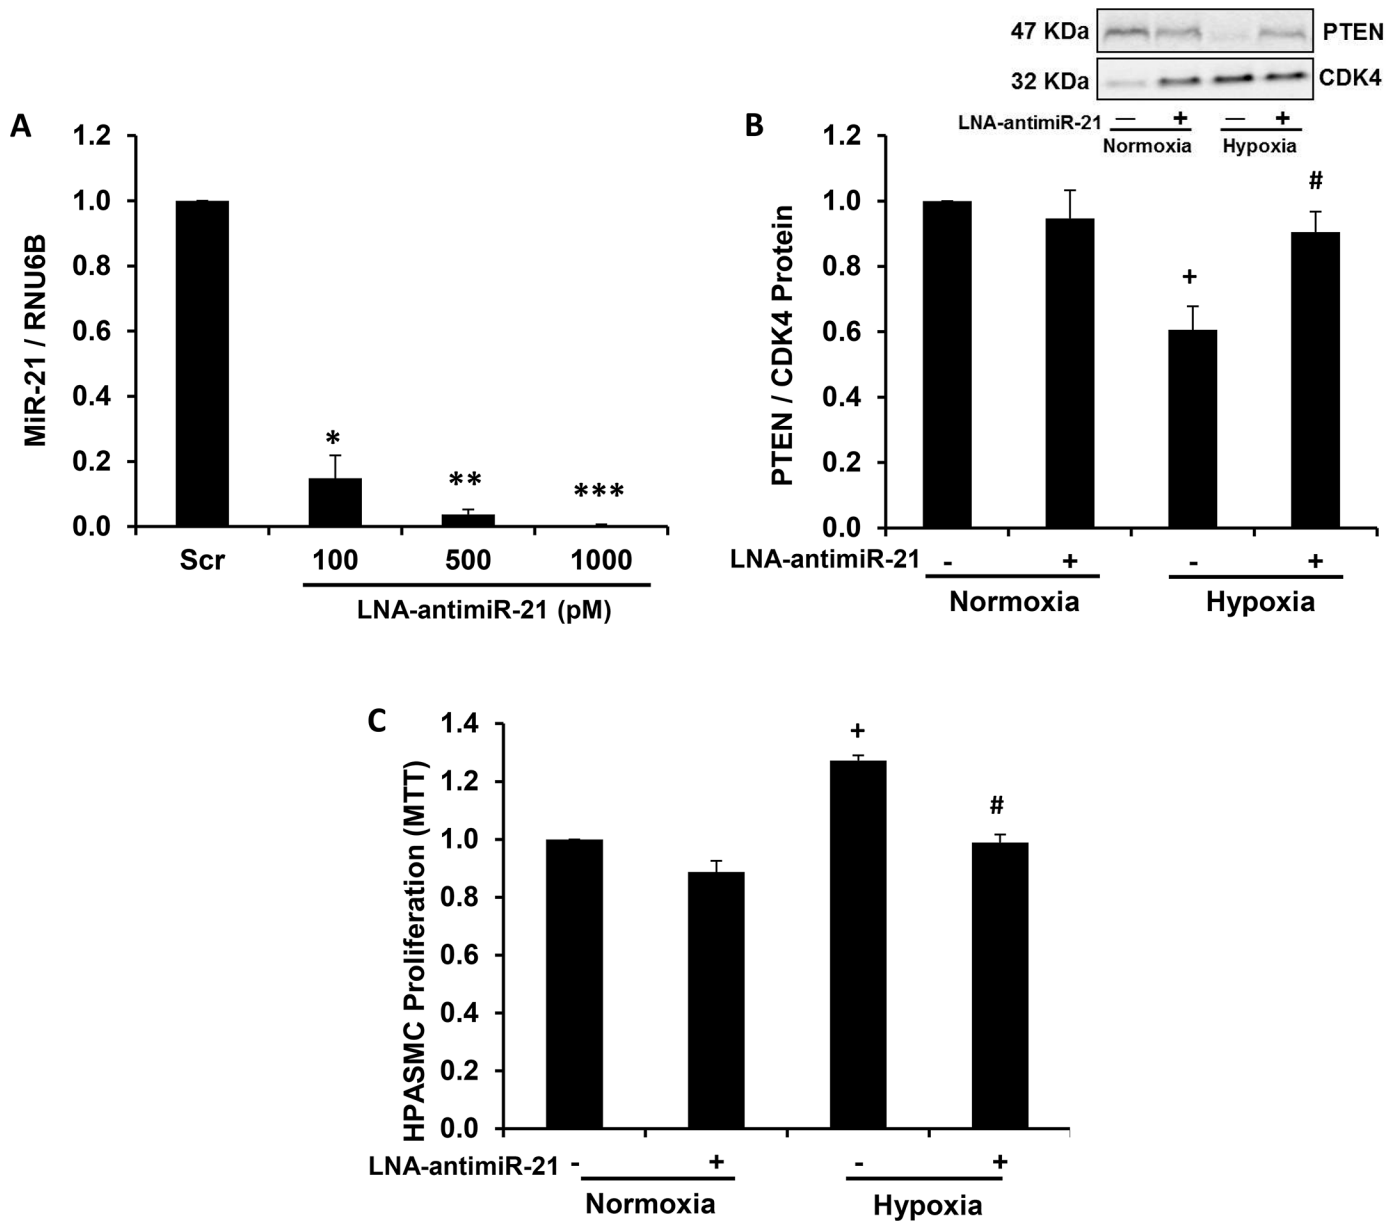 47 KDa PTEN
32 KDa CDK4
LNA-antimiR-21 — + — +
Normoxia Hypoxia
A
1.2
1.0
0.8
0.6
0.4
0.2
0.0
MiR-21 / RNU6B
* ** ***
Scr 100 500 1000
LNA-antimiR-21 (pM)
B
1.2
1.0
0.8
0.6
0.4
0.2
0.0
PTEN / CDK4 Protein
+ #
LNA-antimiR-21 - + - +
Normoxia Hypoxia
C
1.4
1.2
1.0
0.8
0.6
0.4
0.2
0.0
HPASMC Proliferation (MTT)
+ #
LNA-antimiR-21 - + - +
Normoxia Hypoxia